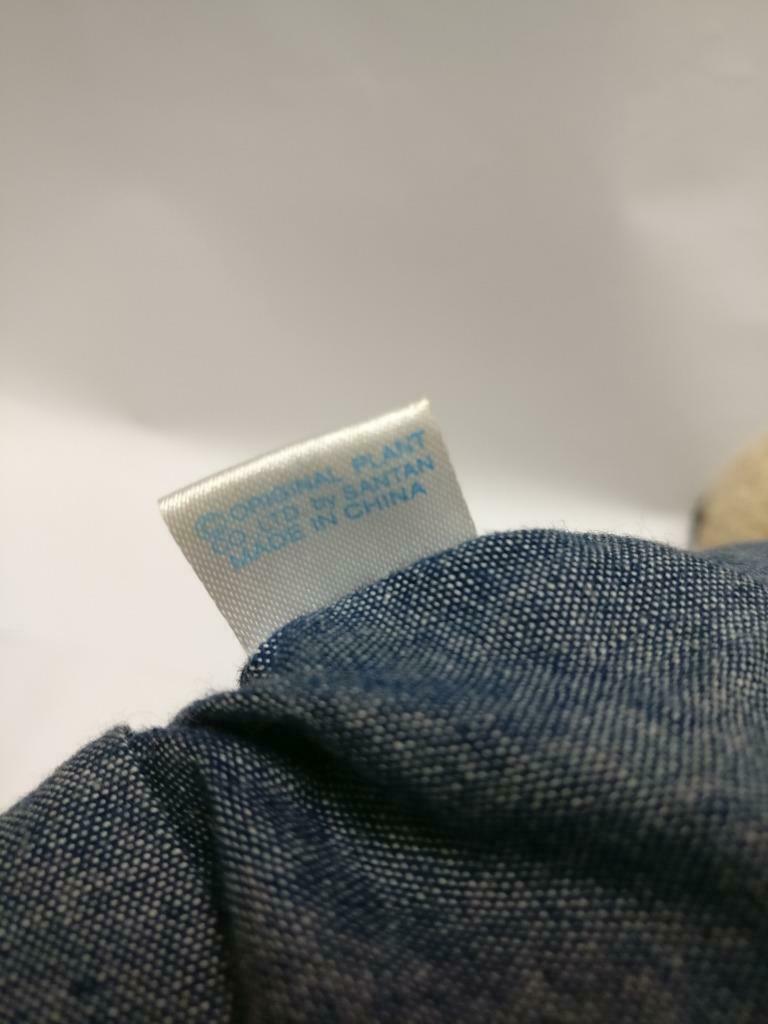 ©ORIGINAL PLANT
CO LTD by SANTAN
MADE IN CHINA